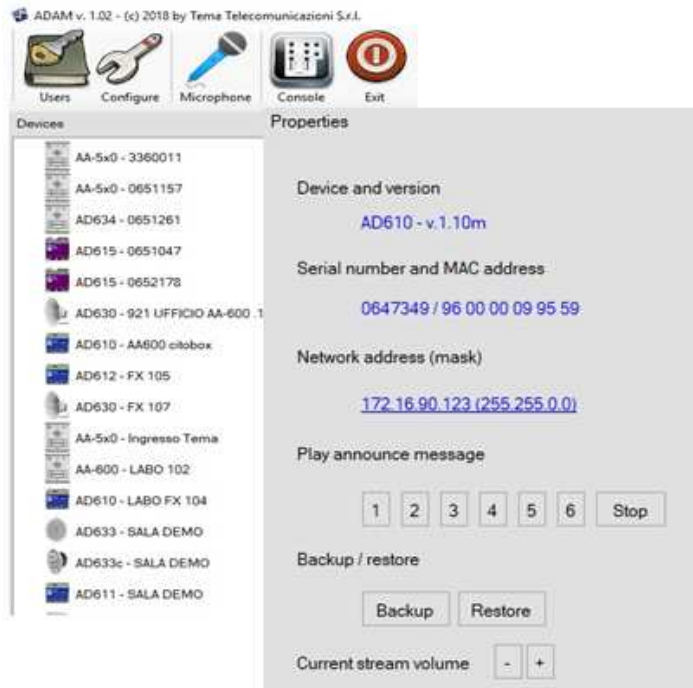 ADAM v. 1.02 - (c) 2018 by Tema Telecomunicazioni S.r.l.
Users Configure Microphone Console Exit
Devices
AA-5x0 - 3360011
AA-5x0 - 0651157
AD634 - 0651261
AD615 - 0651047
AD615 - 0652178
AD630 - 921 UFFICIO AA-600 .1
AD610 - AA600 citobox
AD612 - FX 105
AD630 - FX 107
AA-5x0 - Ingresso Tema
AA-600 - LABO 102
AD610 - LABO FX 104
AD633 - SALA DEMO
AD633c - SALA DEMO
AD611 - SALA DEMO
Properties
Device and version
AD610 - v.1.10m
Serial number and MAC address
0647349 / 96 00 00 09 95 59
Network address (mask)
172.16.90.123 (255.255.0.0)
Play announce message
1 2 3 4 5 6 Stop
Backup / restore
Backup Restore
Current stream volume - +